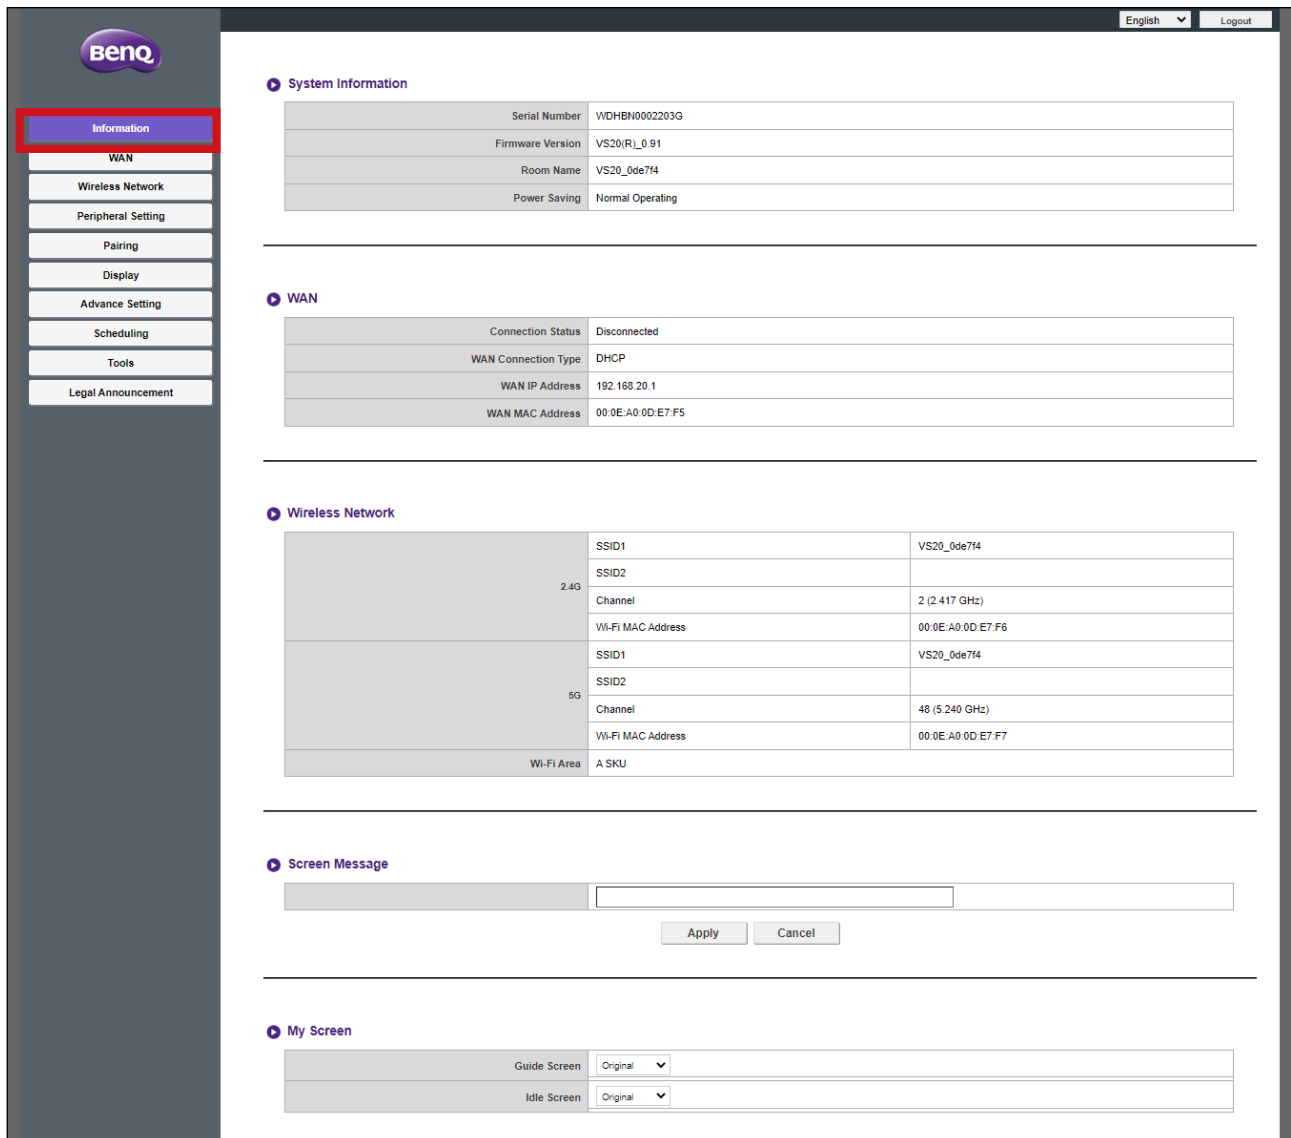 English
Logout
BenQ
Information
WAN
Wireless Network
Peripheral Setting
Pairing
Display
Advance Setting
Scheduling
Tools
Legal Announcement
System Information
Serial Number WDHBN0002203G
Firmware Version VS20(R)_0.91
Room Name VS20_0de7f4
Power Saving Normal Operating
WAN
Connection Status Disconnected
WAN Connection Type DHCP
WAN IP Address 192.168.20.1
WAN MAC Address 00:0E:A0:0D:E7:F5
Wireless Network
2.4G
SSID1 VS20_0de7f4
SSID2
Channel 2 (2.417 GHz)
Wi-Fi MAC Address 00:0E:A0:0D:E7:F6
5G
SSID1 VS20_0de7f4
SSID2
Channel 48 (5.240 GHz)
Wi-Fi MAC Address 00:0E:A0:0D:E7:F7
Wi-Fi Area A SKU
Screen Message
Apply Cancel
My Screen
Guide Screen Original
Idle Screen Original